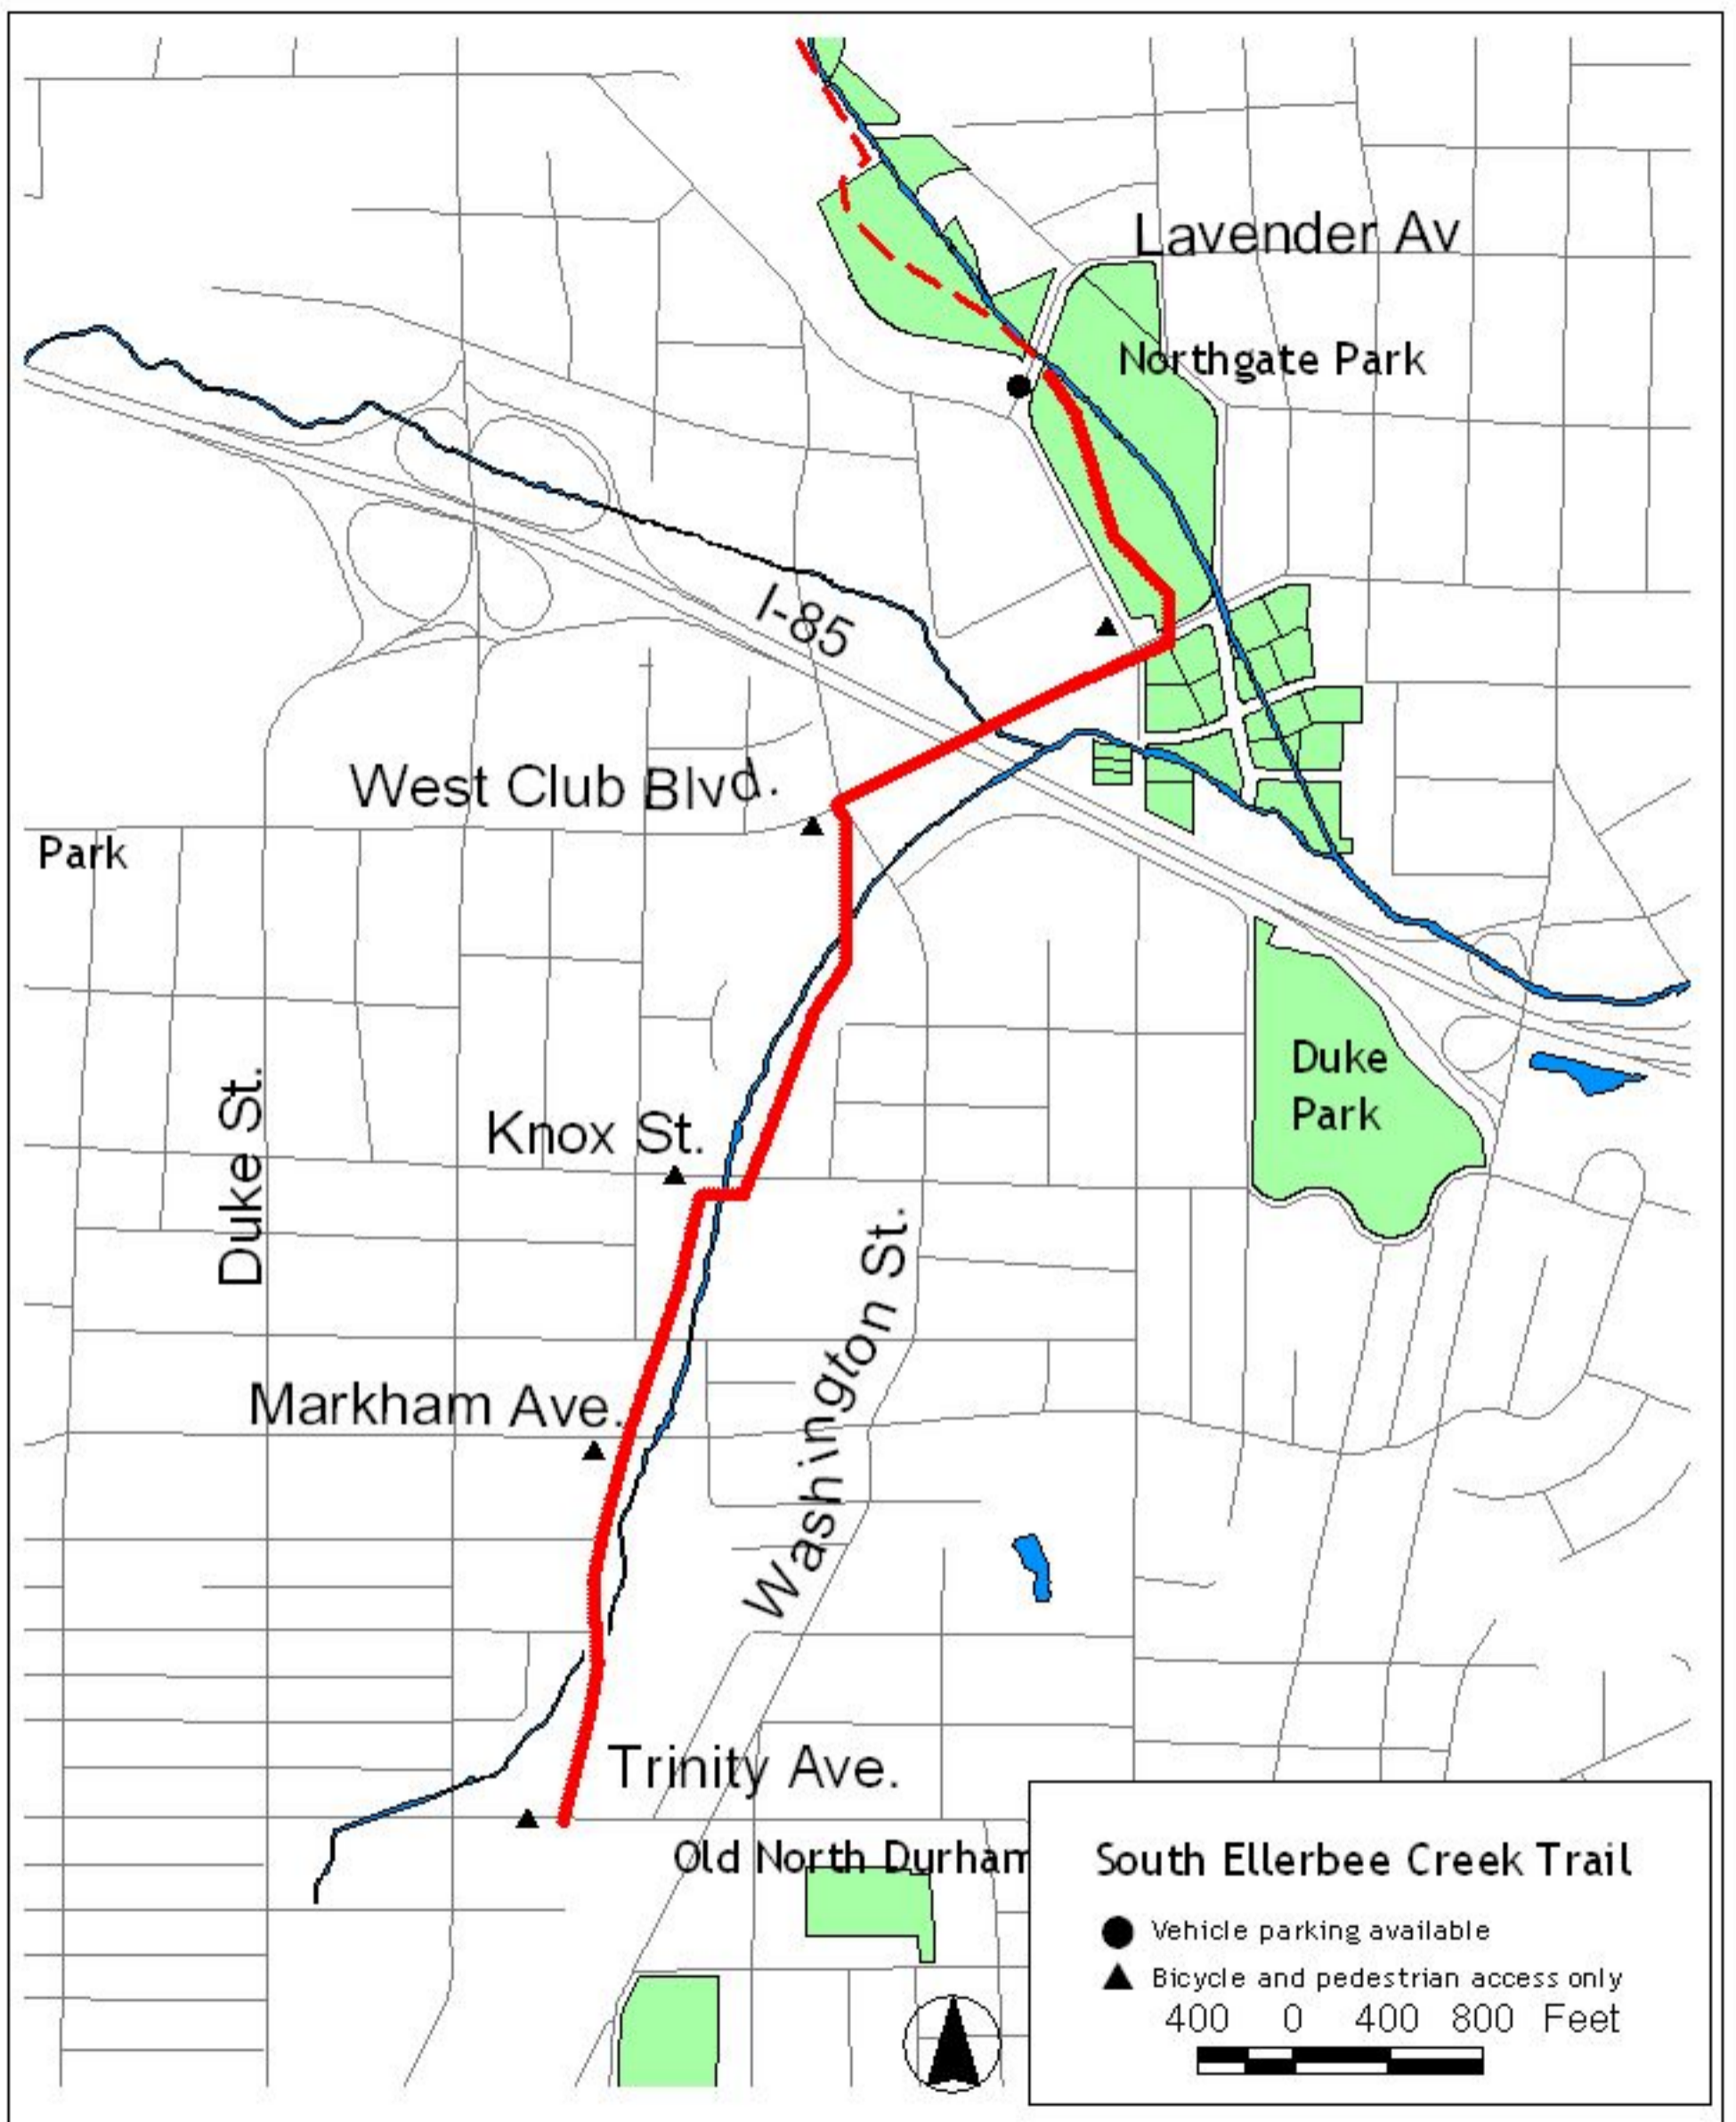 Lavender Av
Northgate Park
I-85
West Club Blvd.
Park
Duke
Park
Duke St.
Knox St.
Washington St.
Markham Ave.
Trinity Ave.
Old North Durham
South Ellerbee Creek Trail
Vehicle parking available
Bicycle and pedestrian access only
400 0 400 800 Feet